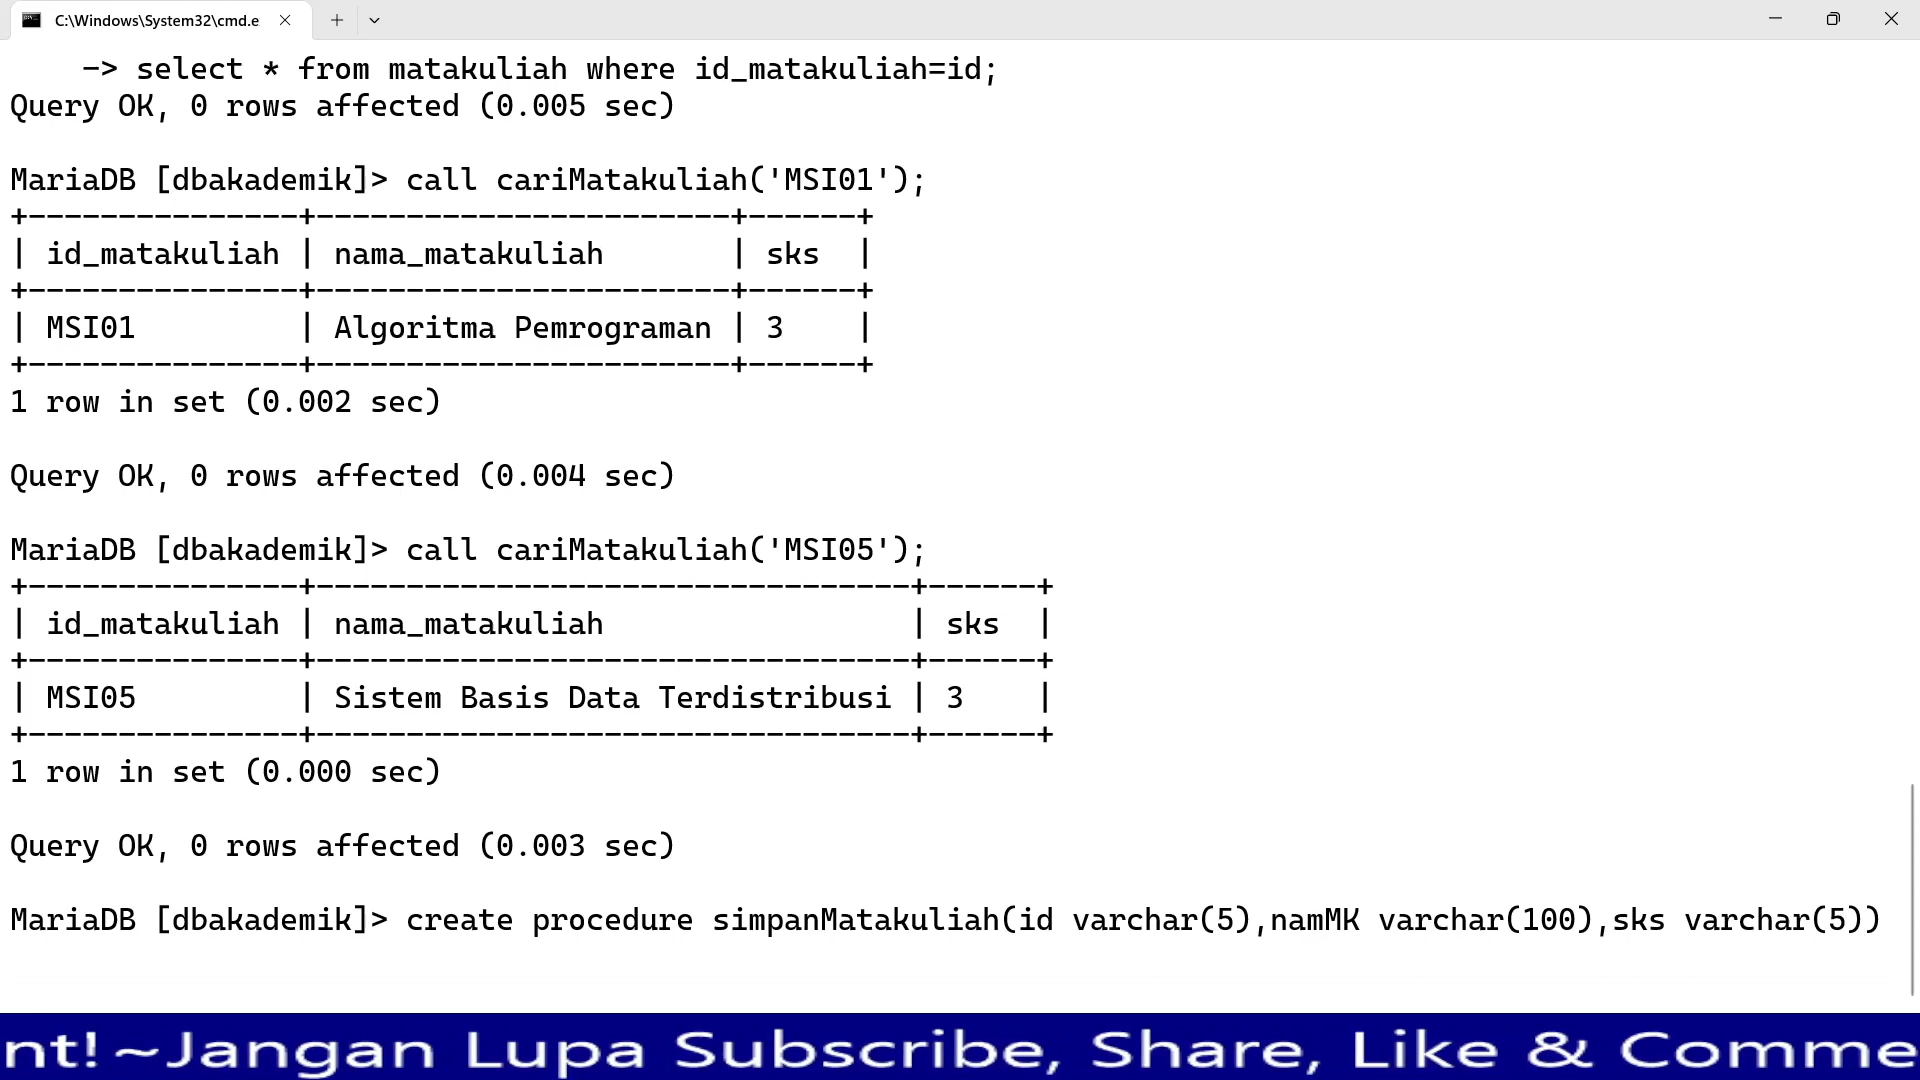 C:\Windows\System32\cmd.e
-> select * from matakuliah where id_matakuliah=id;
Query OK, 0 rows affected (0.005 sec)
MariaDB [dbakademik]> call cariMatakuliah('MSI01');
+---------------+-----------------------+------+
| id_matakuliah | nama_matakuliah       | sks  |
+---------------+-----------------------+------+
| MSI01         | Algoritma Pemrograman | 3    |
+---------------+-----------------------+------+
1 row in set (0.002 sec)
Query OK, 0 rows affected (0.004 sec)
MariaDB [dbakademik]> call cariMatakuliah('MSI05');
+---------------+---------------------------------+------+
| id_matakuliah | nama_matakuliah                 | sks  |
+---------------+---------------------------------+------+
| MSI05         | Sistem Basis Data Terdistribusi | 3    |
+---------------+---------------------------------+------+
1 row in set (0.000 sec)
Query OK, 0 rows affected (0.003 sec)
MariaDB [dbakademik]> create procedure simpanMatakuliah(id varchar(5),namMK varchar(100),sks varchar(5))
nt!~Jangan Lupa Subscribe, Share, Like & Comme